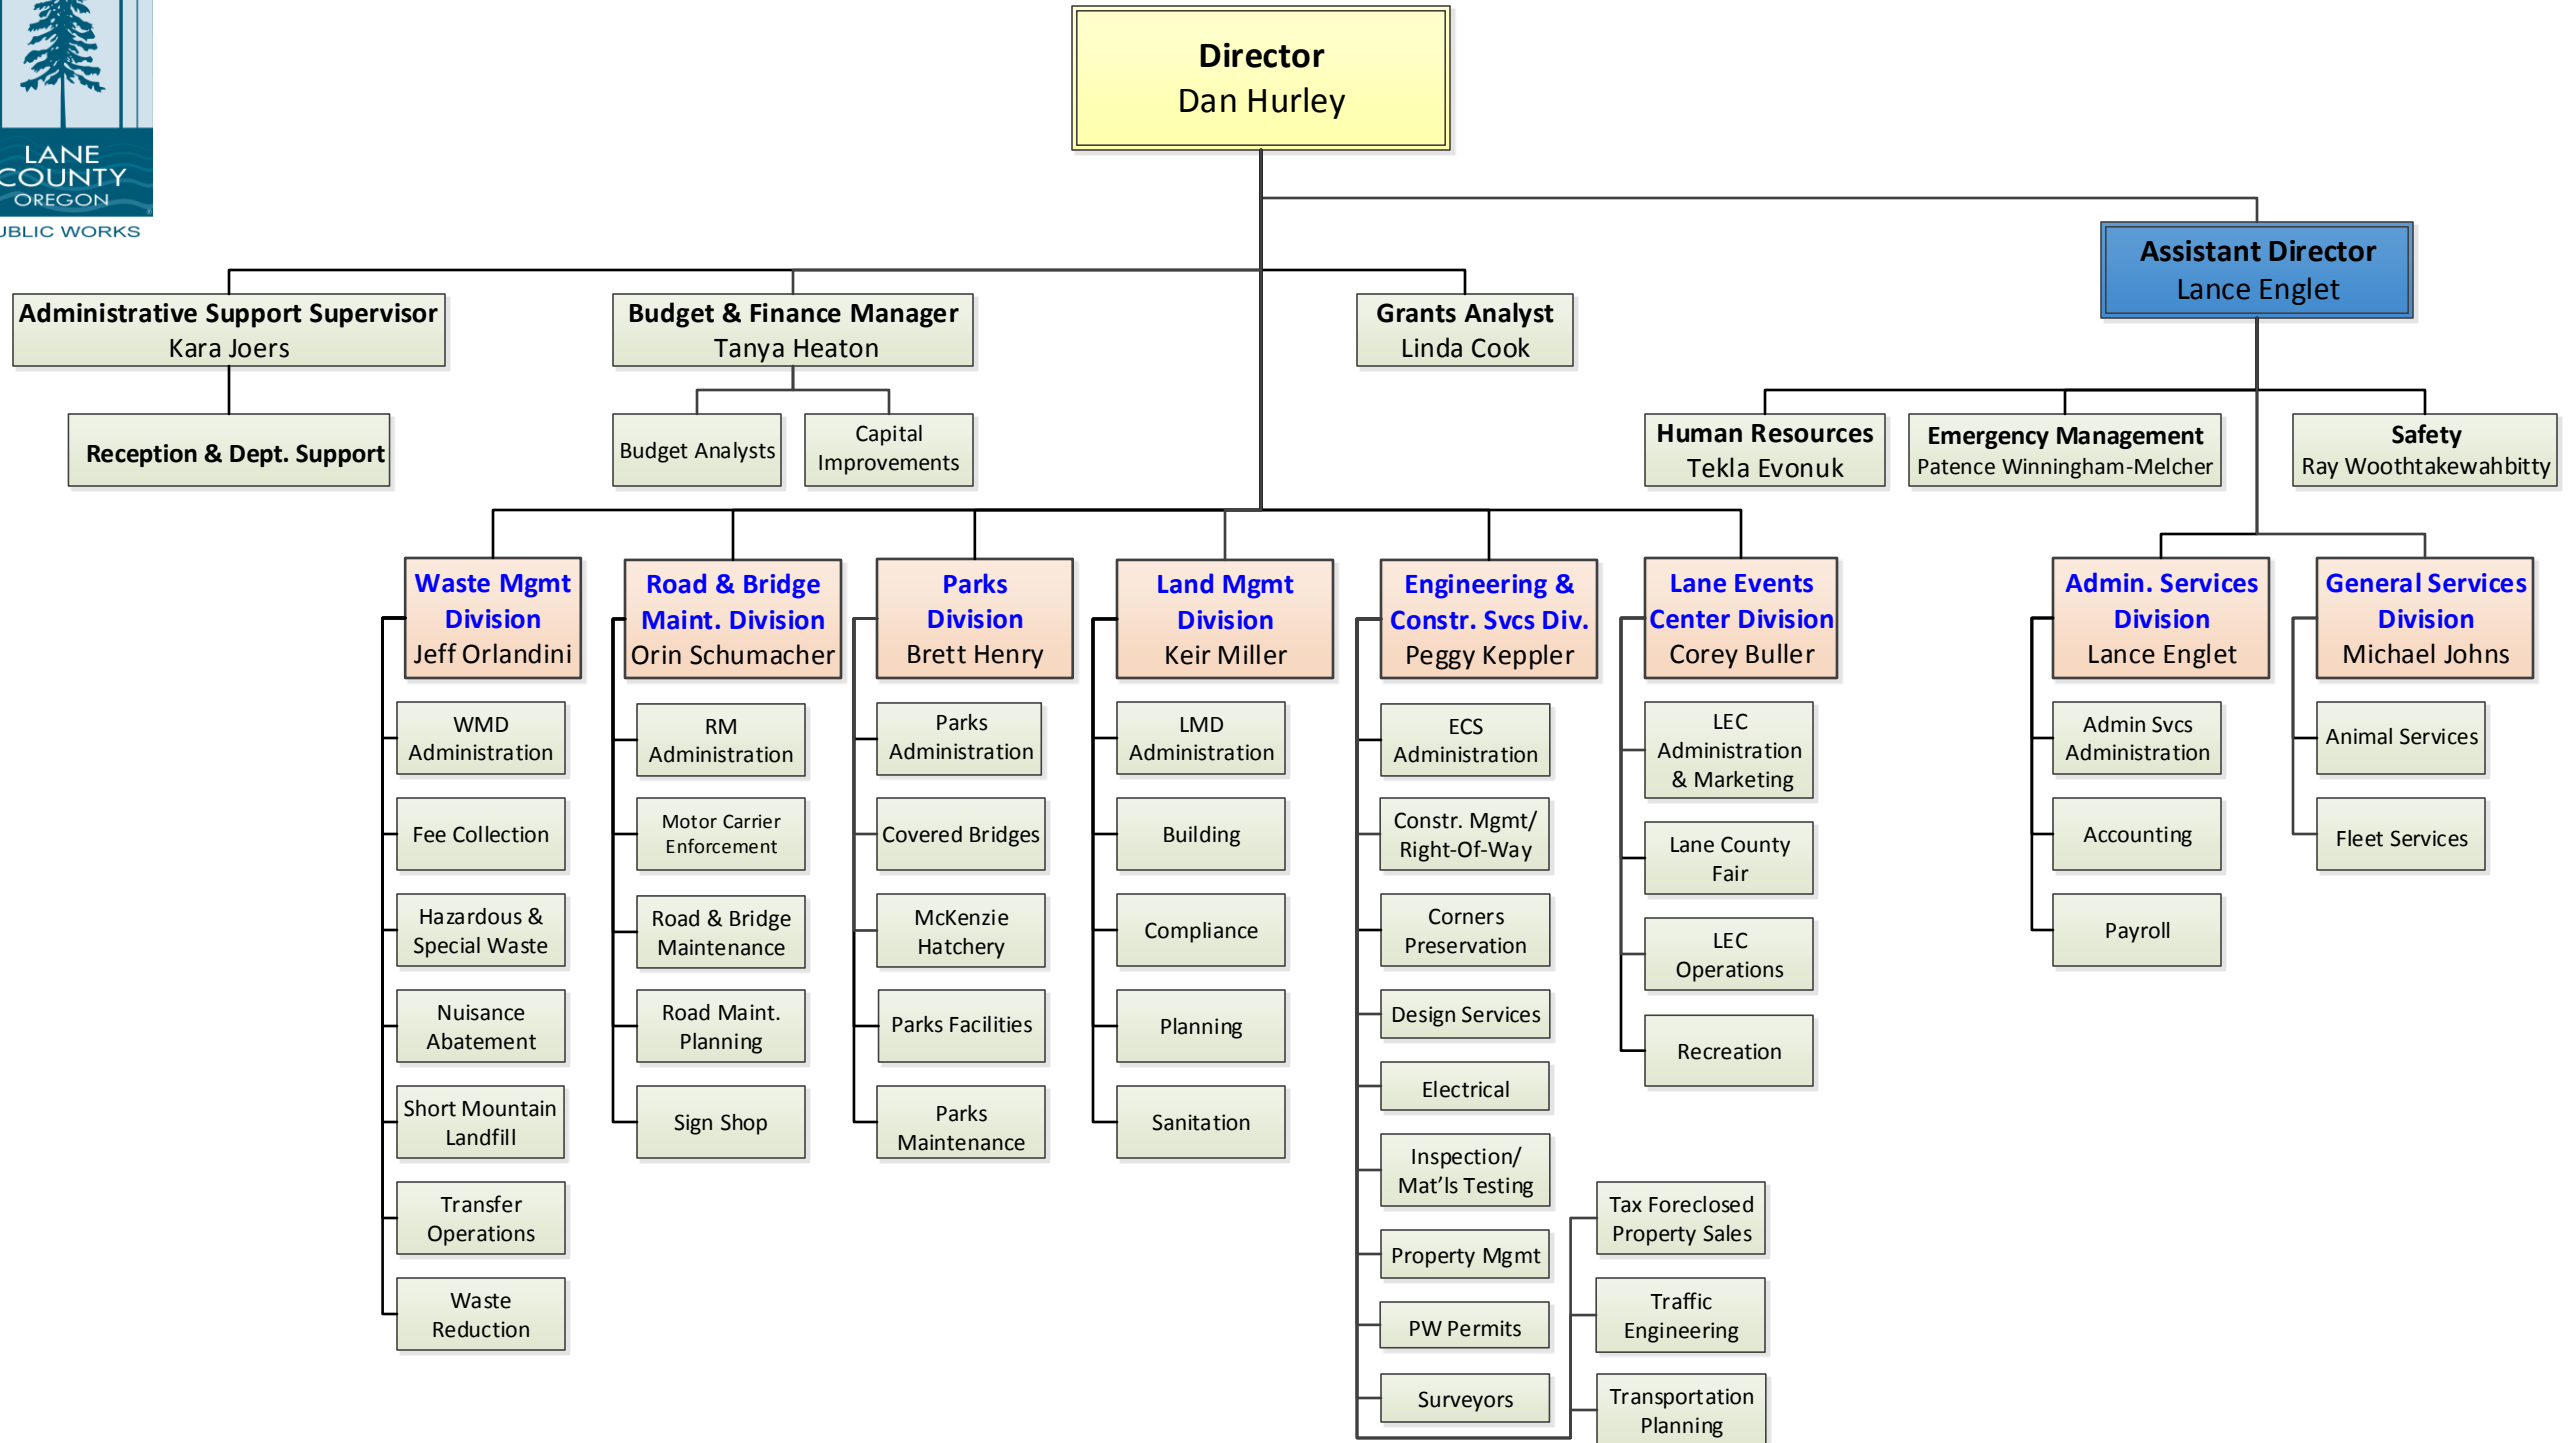 LANE
COUNTY
OREGON
PUBLIC WORKS
Director
Dan Hurley
Assistant Director
Lance Englet
Administrative Support Supervisor
Kara Joers
Budget & Finance Manager
Tanya Heaton
Grants Analyst
Linda Cook
Reception & Dept. Support
Budget Analysts
Capital
Improvements
Human Resources
Tekla Evonuk
Emergency Management
Patence Winningham-Melcher
Safety
Ray Woothtakewahbitty
Waste Mgmt
Division
Jeff Orlandini
WMD
Administration
Fee Collection
Hazardous &
Special Waste
Nuisance
Abatement
Short Mountain
Landfill
Transfer
Operations
Waste
Reduction
Road & Bridge
Maint. Division
Orin Schumacher
RM
Administration
Motor Carrier
Enforcement
Road & Bridge
Maintenance
Road Maint.
Planning
Sign Shop
Parks
Division
Brett Henry
Parks
Administration
Covered Bridges
McKenzie
Hatchery
Parks Facilities
Parks
Maintenance
Land Mgmt
Division
Keir Miller
LMD
Administration
Building
Compliance
Planning
Sanitation
Engineering &
Constr. Svcs Div.
Peggy Keppler
ECS
Administration
Constr. Mgmt/
Right-Of-Way
Corners
Preservation
Design Services
Electrical
Inspection/
Mat’ls Testing
Property Mgmt
PW Permits
Surveyors
Tax Foreclosed
Property Sales
Traffic
Engineering
Transportation
Planning
Lane Events
Center Division
Corey Buller
LEC
Administration
& Marketing
Lane County
Fair
LEC
Operations
Recreation
Admin. Services
Division
Lance Englet
Admin Svcs
Administration
Accounting
Payroll
General Services
Division
Michael Johns
Animal Services
Fleet Services